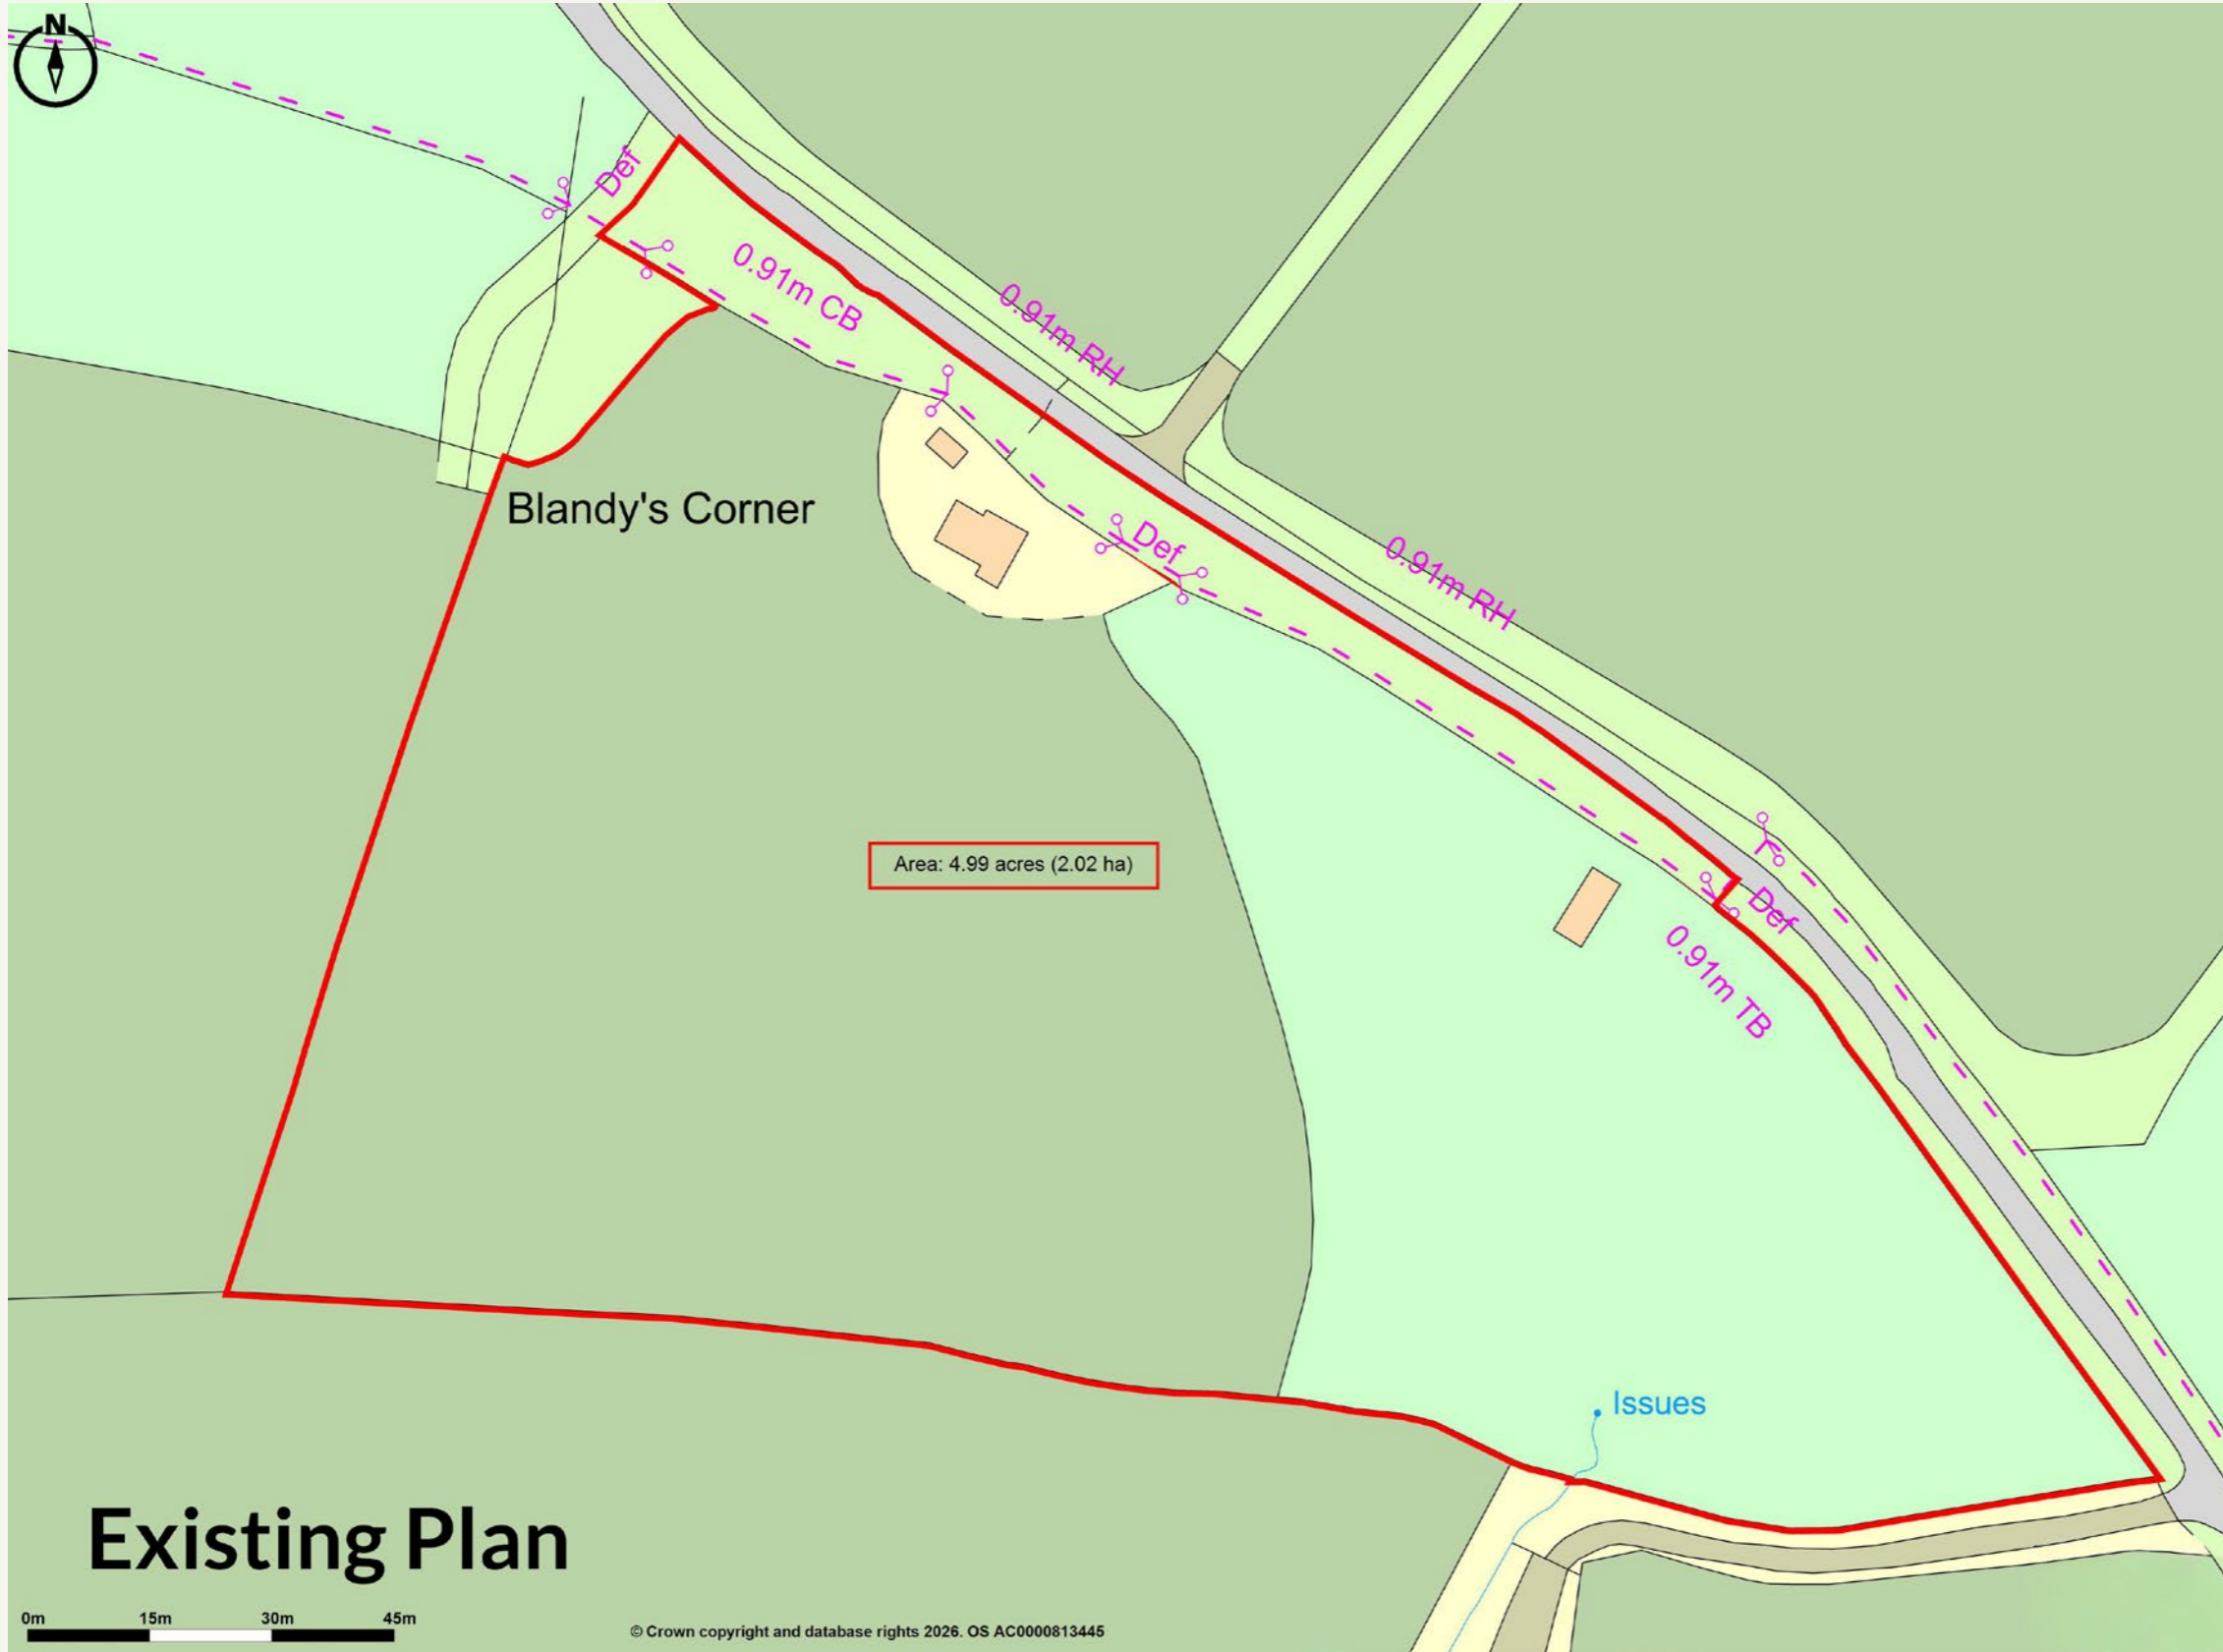 N
Def
0.91m CB
0.91m RH
Blandy's Corner
Def
0.91m RH
Area: 4.99 acres (2.02 ha)
Def
0.91m TB
Issues
Existing Plan
0m 15m 30m 45m
© Crown copyright and database rights 2026. OS AC0000813445